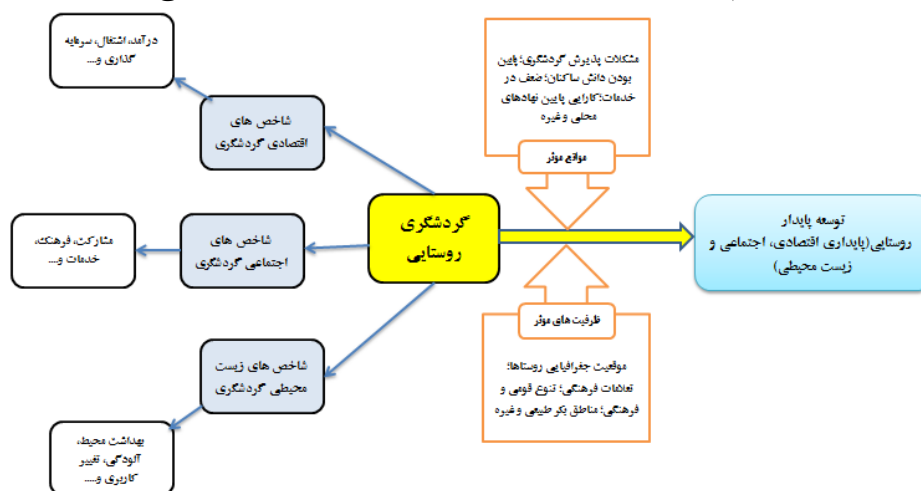 درآمد، اشتغال، سرمایه
گذاری و....
شاخص های
اقتصادی گردشگری
مشکلات پذیرش گردشگری؛ پایین
بودن دانش ساکنان؛ ضعف در
خدمات؛ کارایی پایین نهادهای
محلی و غیره
موانع مؤثر
گردشگری
روستایی
شاخص های
اجتماعی گردشگری
مشارکت، فرهنگ،
خدمات و...
توسعه پایدار
روستایی(پایداری اقتصادی، اجتماعی و
زیست محیطی)
ظرفیت های مؤثر
موقعیت جغرافیایی روستاها؛
تعاملات فرهنگی؛ تنوع قومی و
فرهنگی؛ مناطق بکر طبیعی و غیره
شاخص های زیست
محیطی گردشگری
بهداشت محیط،
آلودگی، تغییر
کاربری و.....